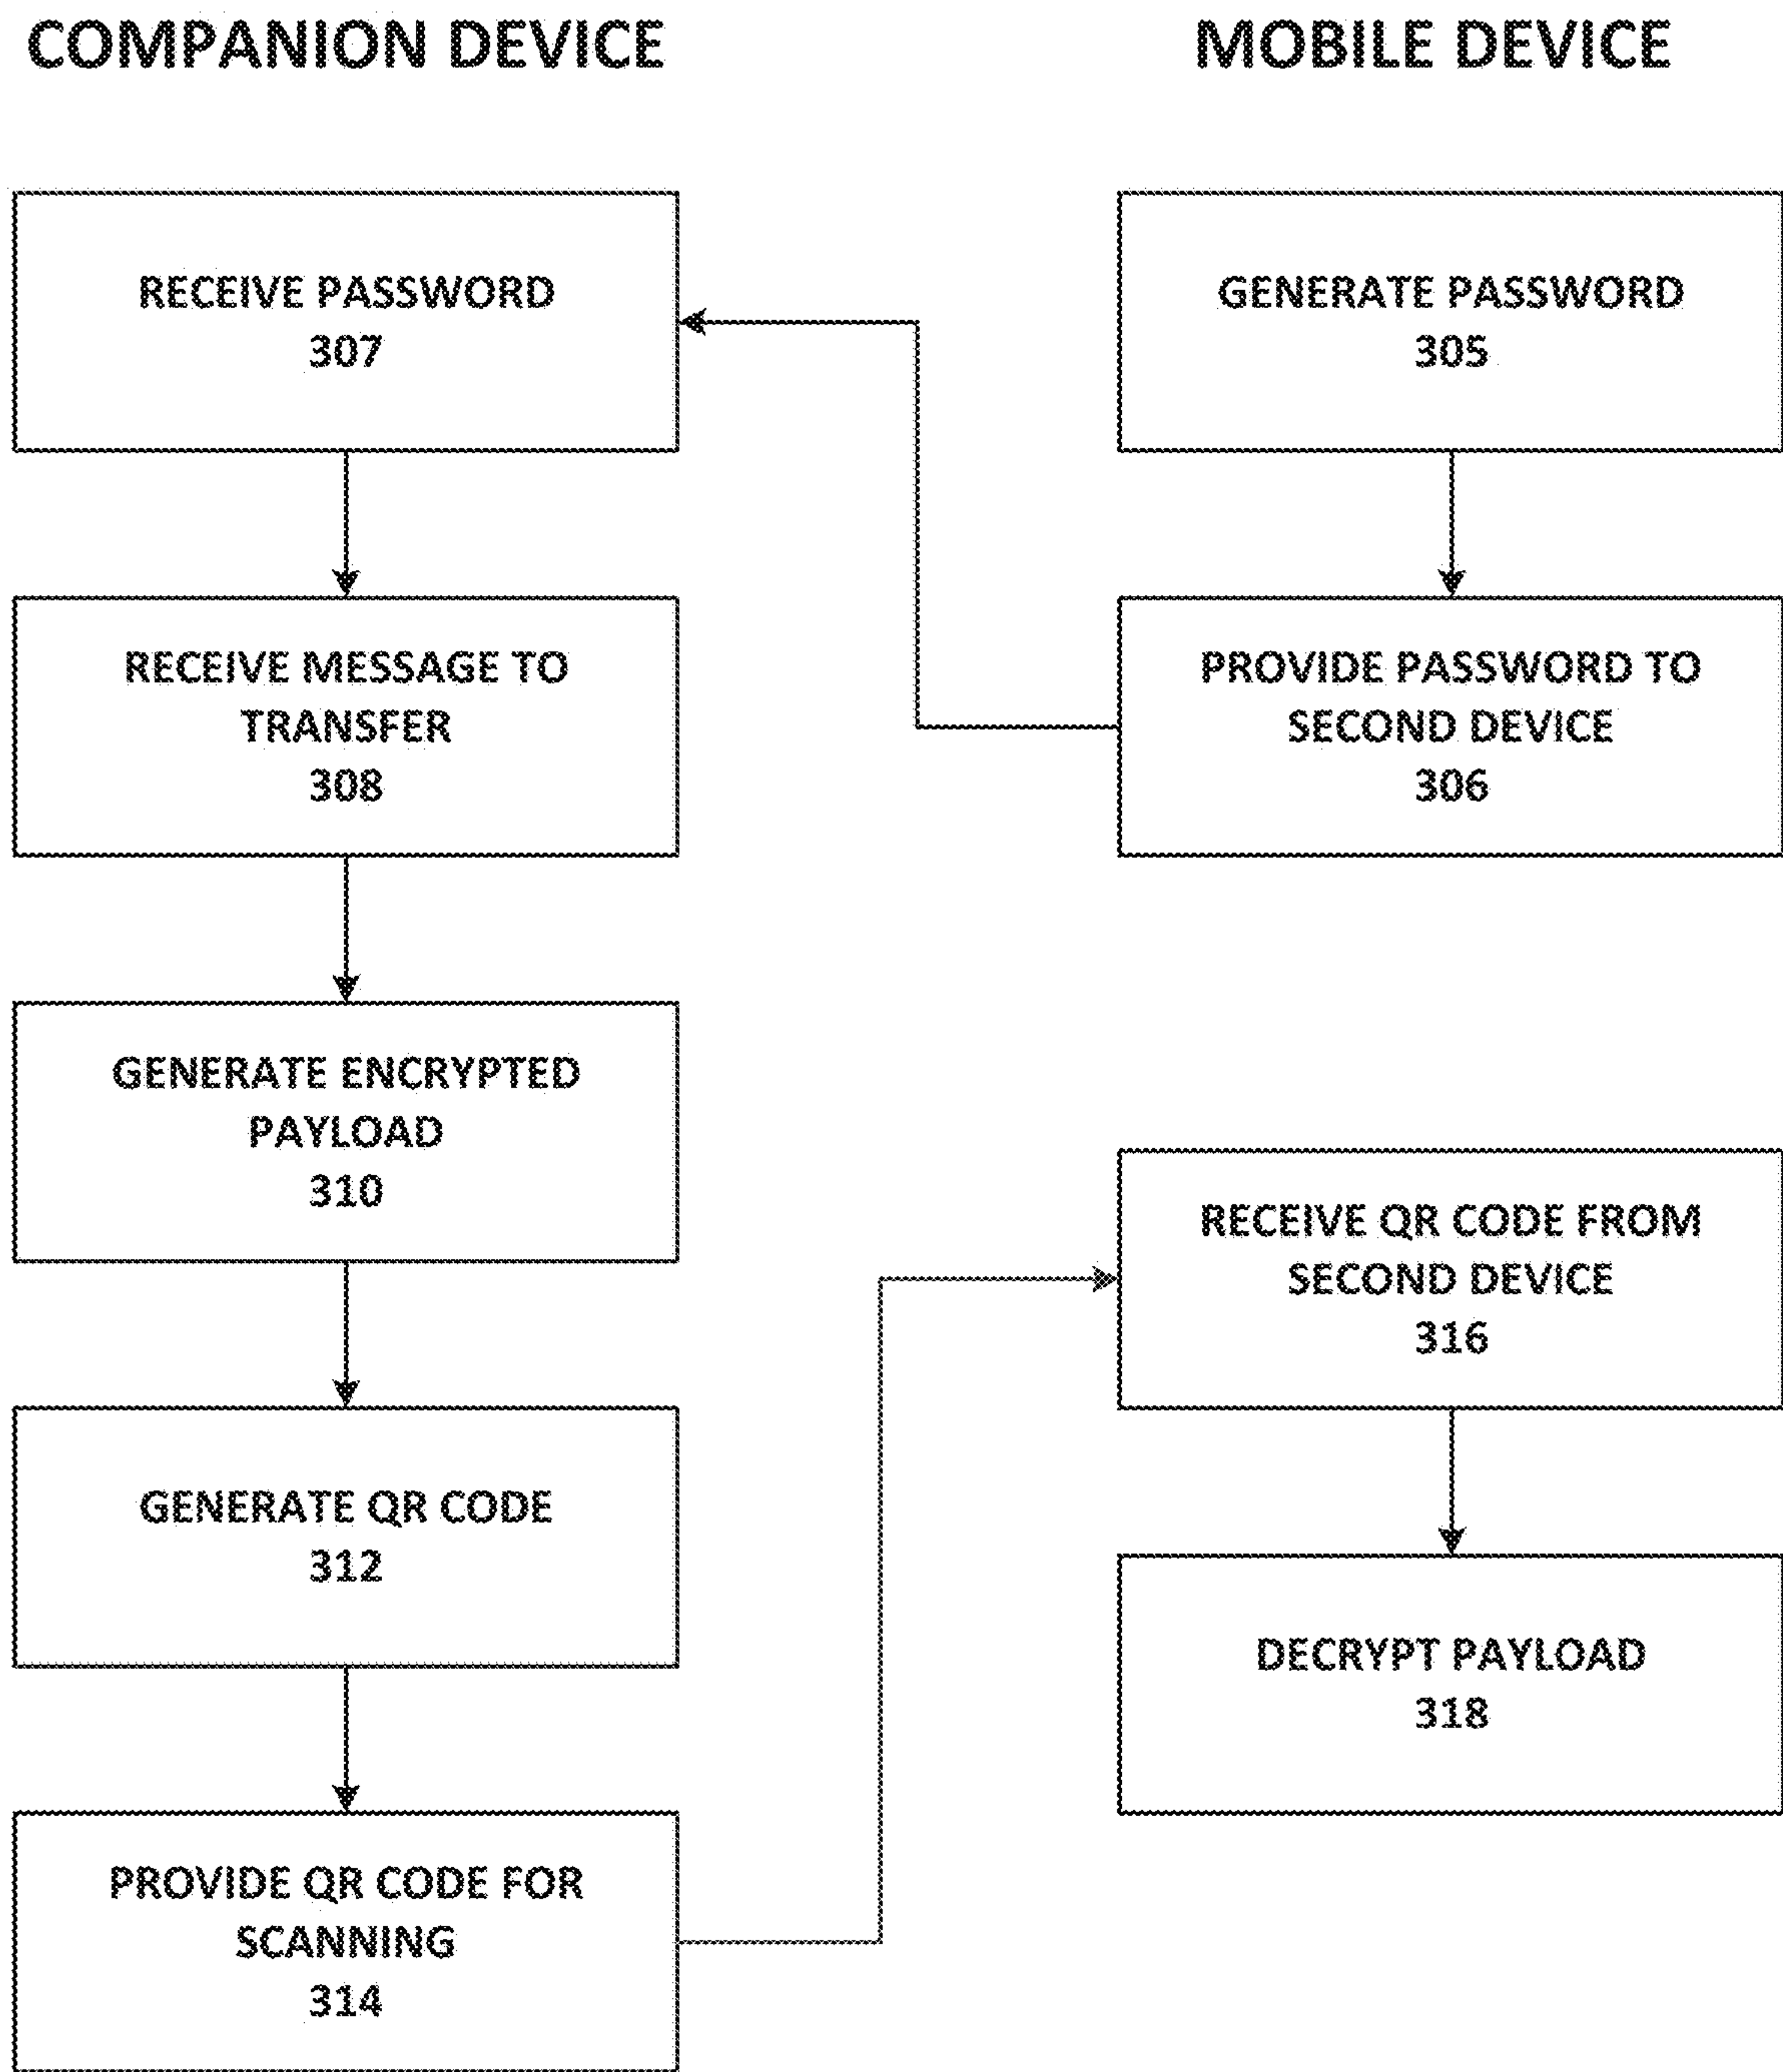 COMPANION DEVICE
MOBILE DEVICE
RECEIVE PASSWORD
307
GENERATE PASSWORD
305
RECEIVE MESSAGE TO
TRANSFER
308
PROVIDE PASSWORD TO
SECOND DEVICE
306
GENERATE ENCRYPTED
PAYLOAD
310
RECEIVE QR CODE FROM
SECOND DEVICE
316
GENERATE QR CODE
312
DECRYPT PAYLOAD
318
PROVIDE QR CODE FOR
SCANNING
314